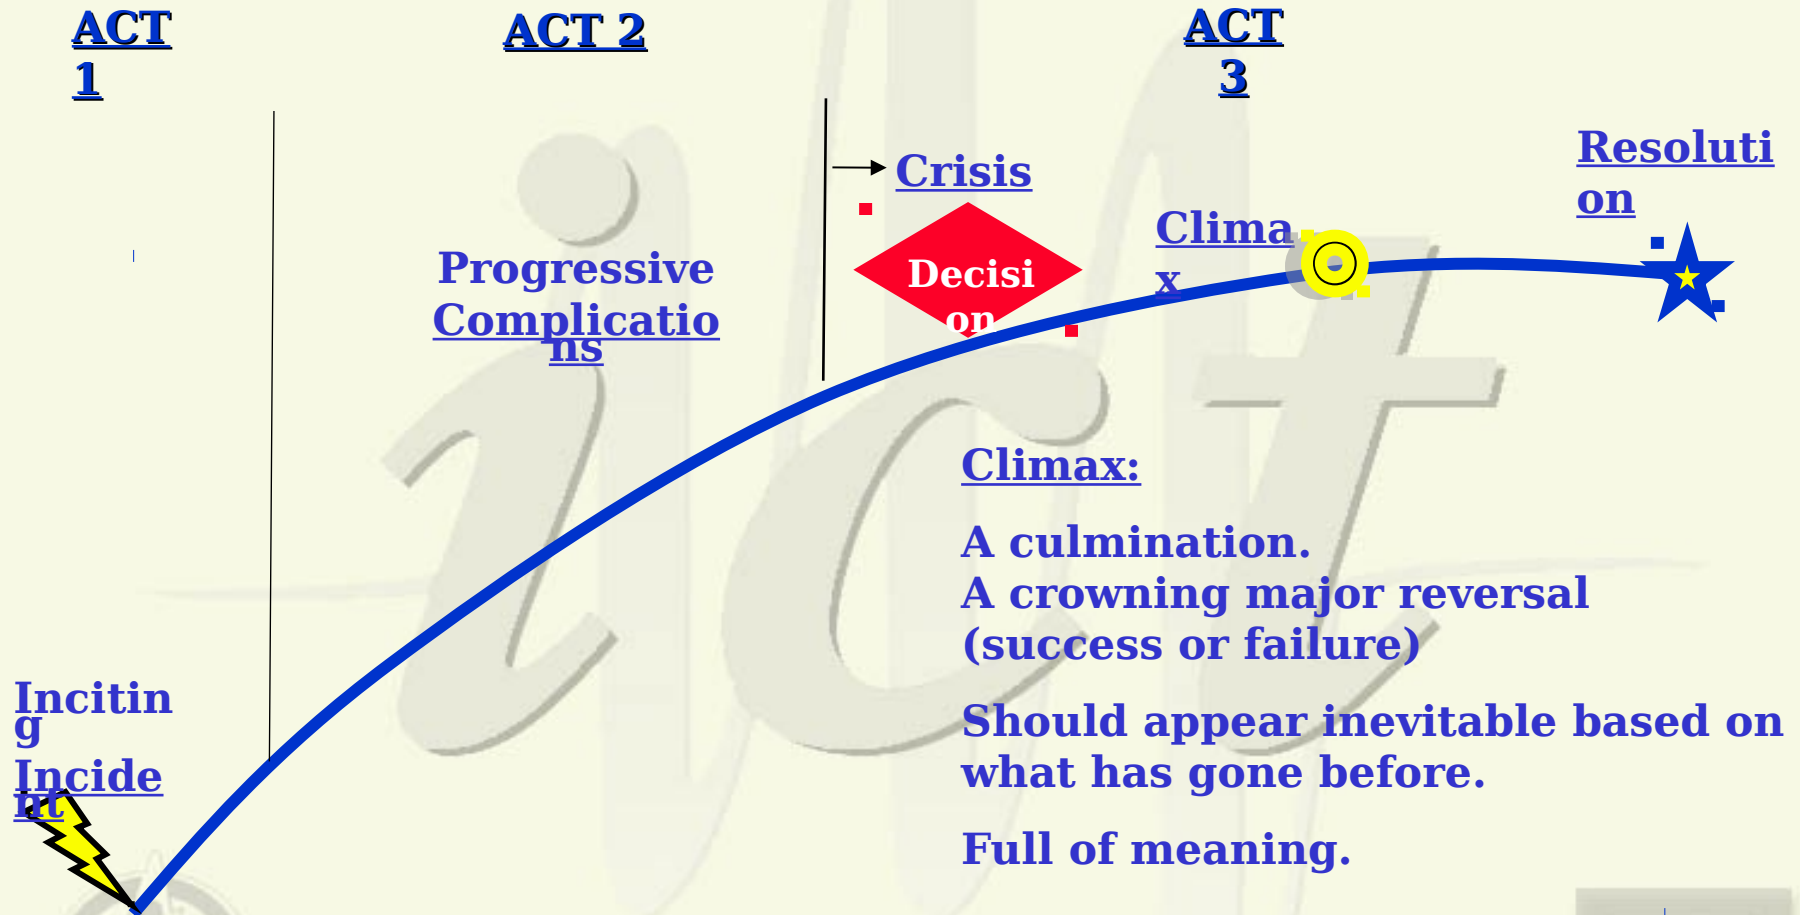 ACT
1
ACT 2
ACT
3
Resoluti
on
Crisis
Clima
x
Decisi
on
Progressive
Complicatio
ns
Climax:
A culmination.
A crowning major reversal
(success or failure)
Should appear inevitable based on
what has gone before.
Full of meaning.
Incitin
g
Incide
nt
ict